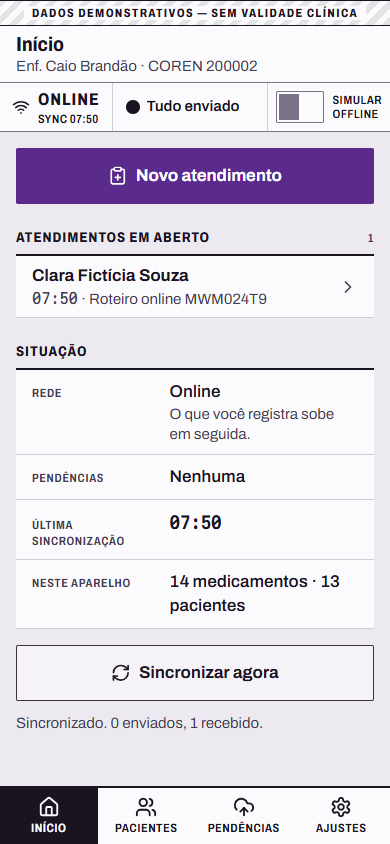 DADOS DEMONSTRATIVOS — SEM VALIDADE CLÍNICA
Início
Enf. Caio Brandão · COREN 200002
ONLINE
SYNC 07:50
Tudo enviado
SIMULAR
OFFLINE
Novo atendimento
ATENDIMENTOS EM ABERTO
1
Clara Fictícia Souza
07:50 · Roteiro online MWM024T9
SITUAÇÃO
REDE
Online
O que você registra sobe
em seguida.
PENDÊNCIAS
Nenhuma
ÚLTIMA
SINCRONIZAÇÃO
07:50
NESTE APARELHO
14 medicamentos · 13
pacientes
Sincronizar agora
Sincronizado. 0 enviados, 1 recebido.
INÍCIO
PACIENTES
PENDÊNCIAS
AJUSTES